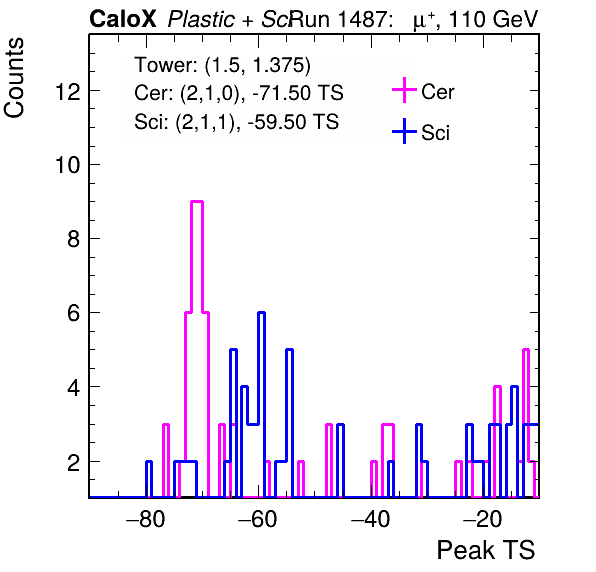 CaloX Plastic + Sci Run 1487: μ⁺, 110 GeV
Counts
Tower: (1.5, 1.375)
Cer: (2,1,0), -71.50 TS
Sci: (2,1,1), -59.50 TS
Cer
Sci
12
10
8
6
4
2
−80 −60 −40 −20
Peak TS